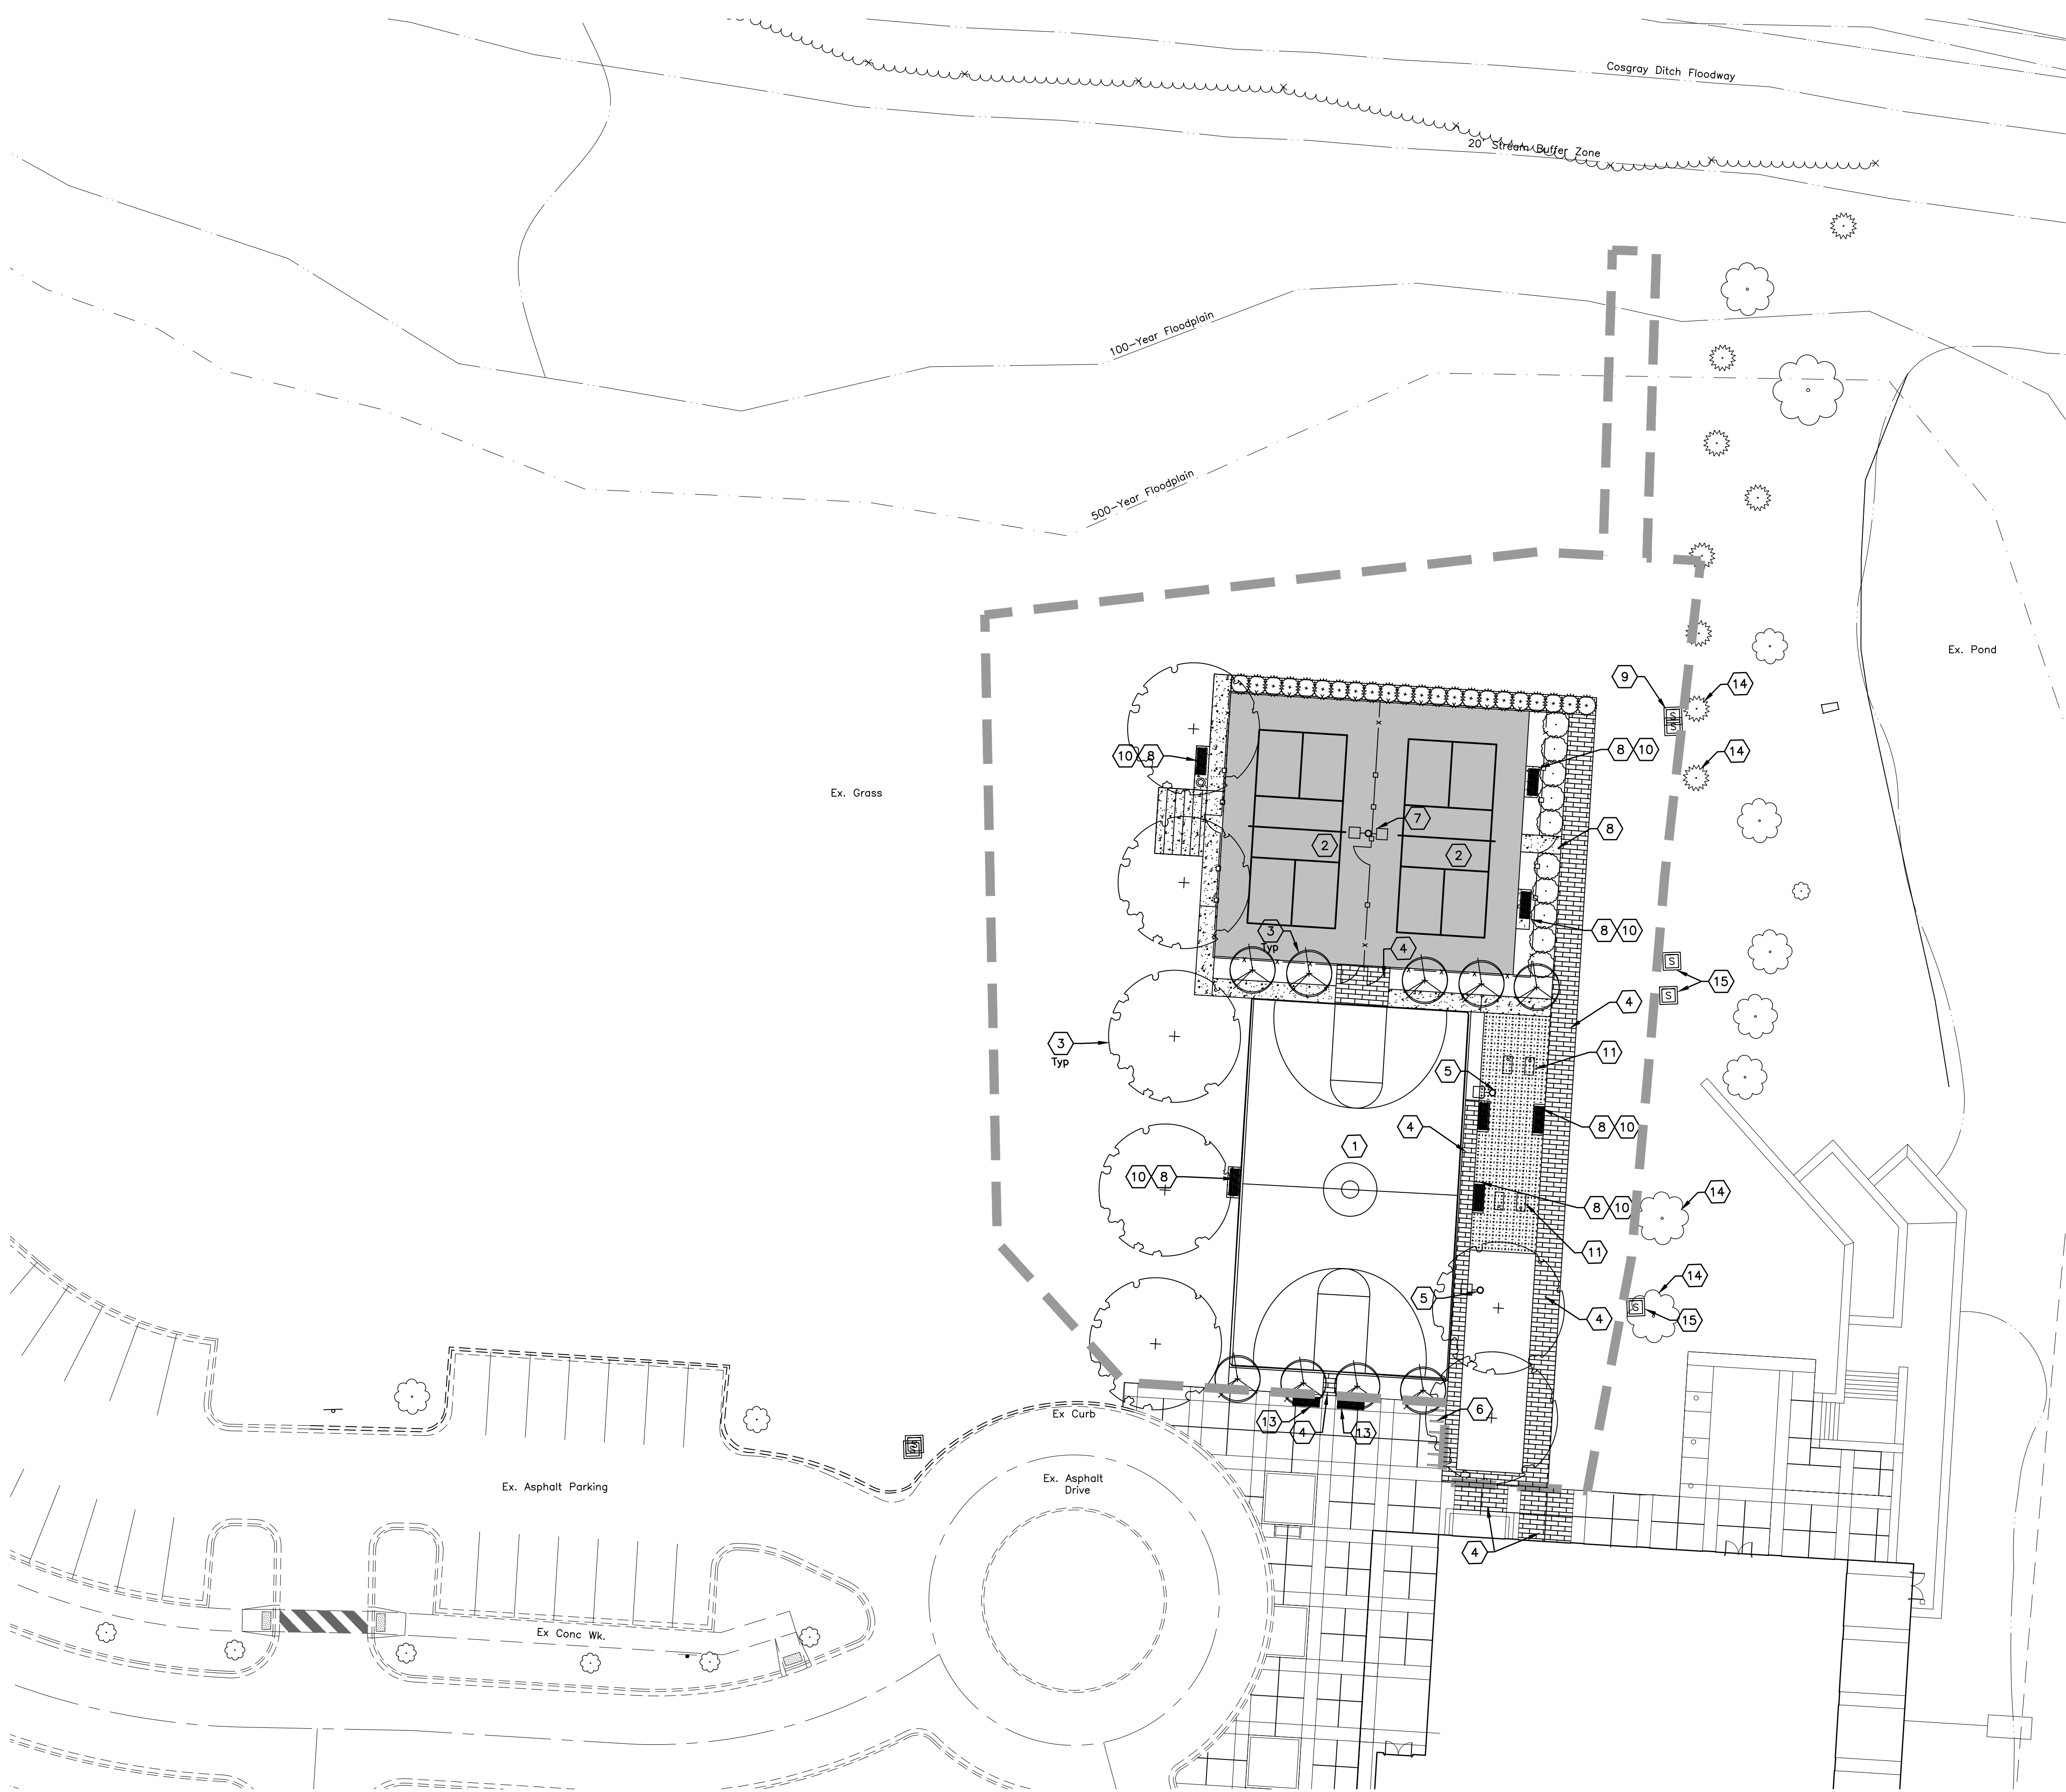 Cosgray Ditch Floodway
20' Stream Buffer Zone
100-Year Floodplain
500-Year Floodplain
Ex. Pond
9
14
10 8
8 10
14
Ex. Grass
7
8
2
2
3
Typ
4
8 10
15
4
3
Typ
11
5
4
8 10
1
10 8
14
8 10
11
14
5
4
15
6
Ex Curb
13
4
13
Ex. Asphalt
Drive
Ex. Asphalt Parking
4
Ex Conc Wk.
S
S
S
S
S